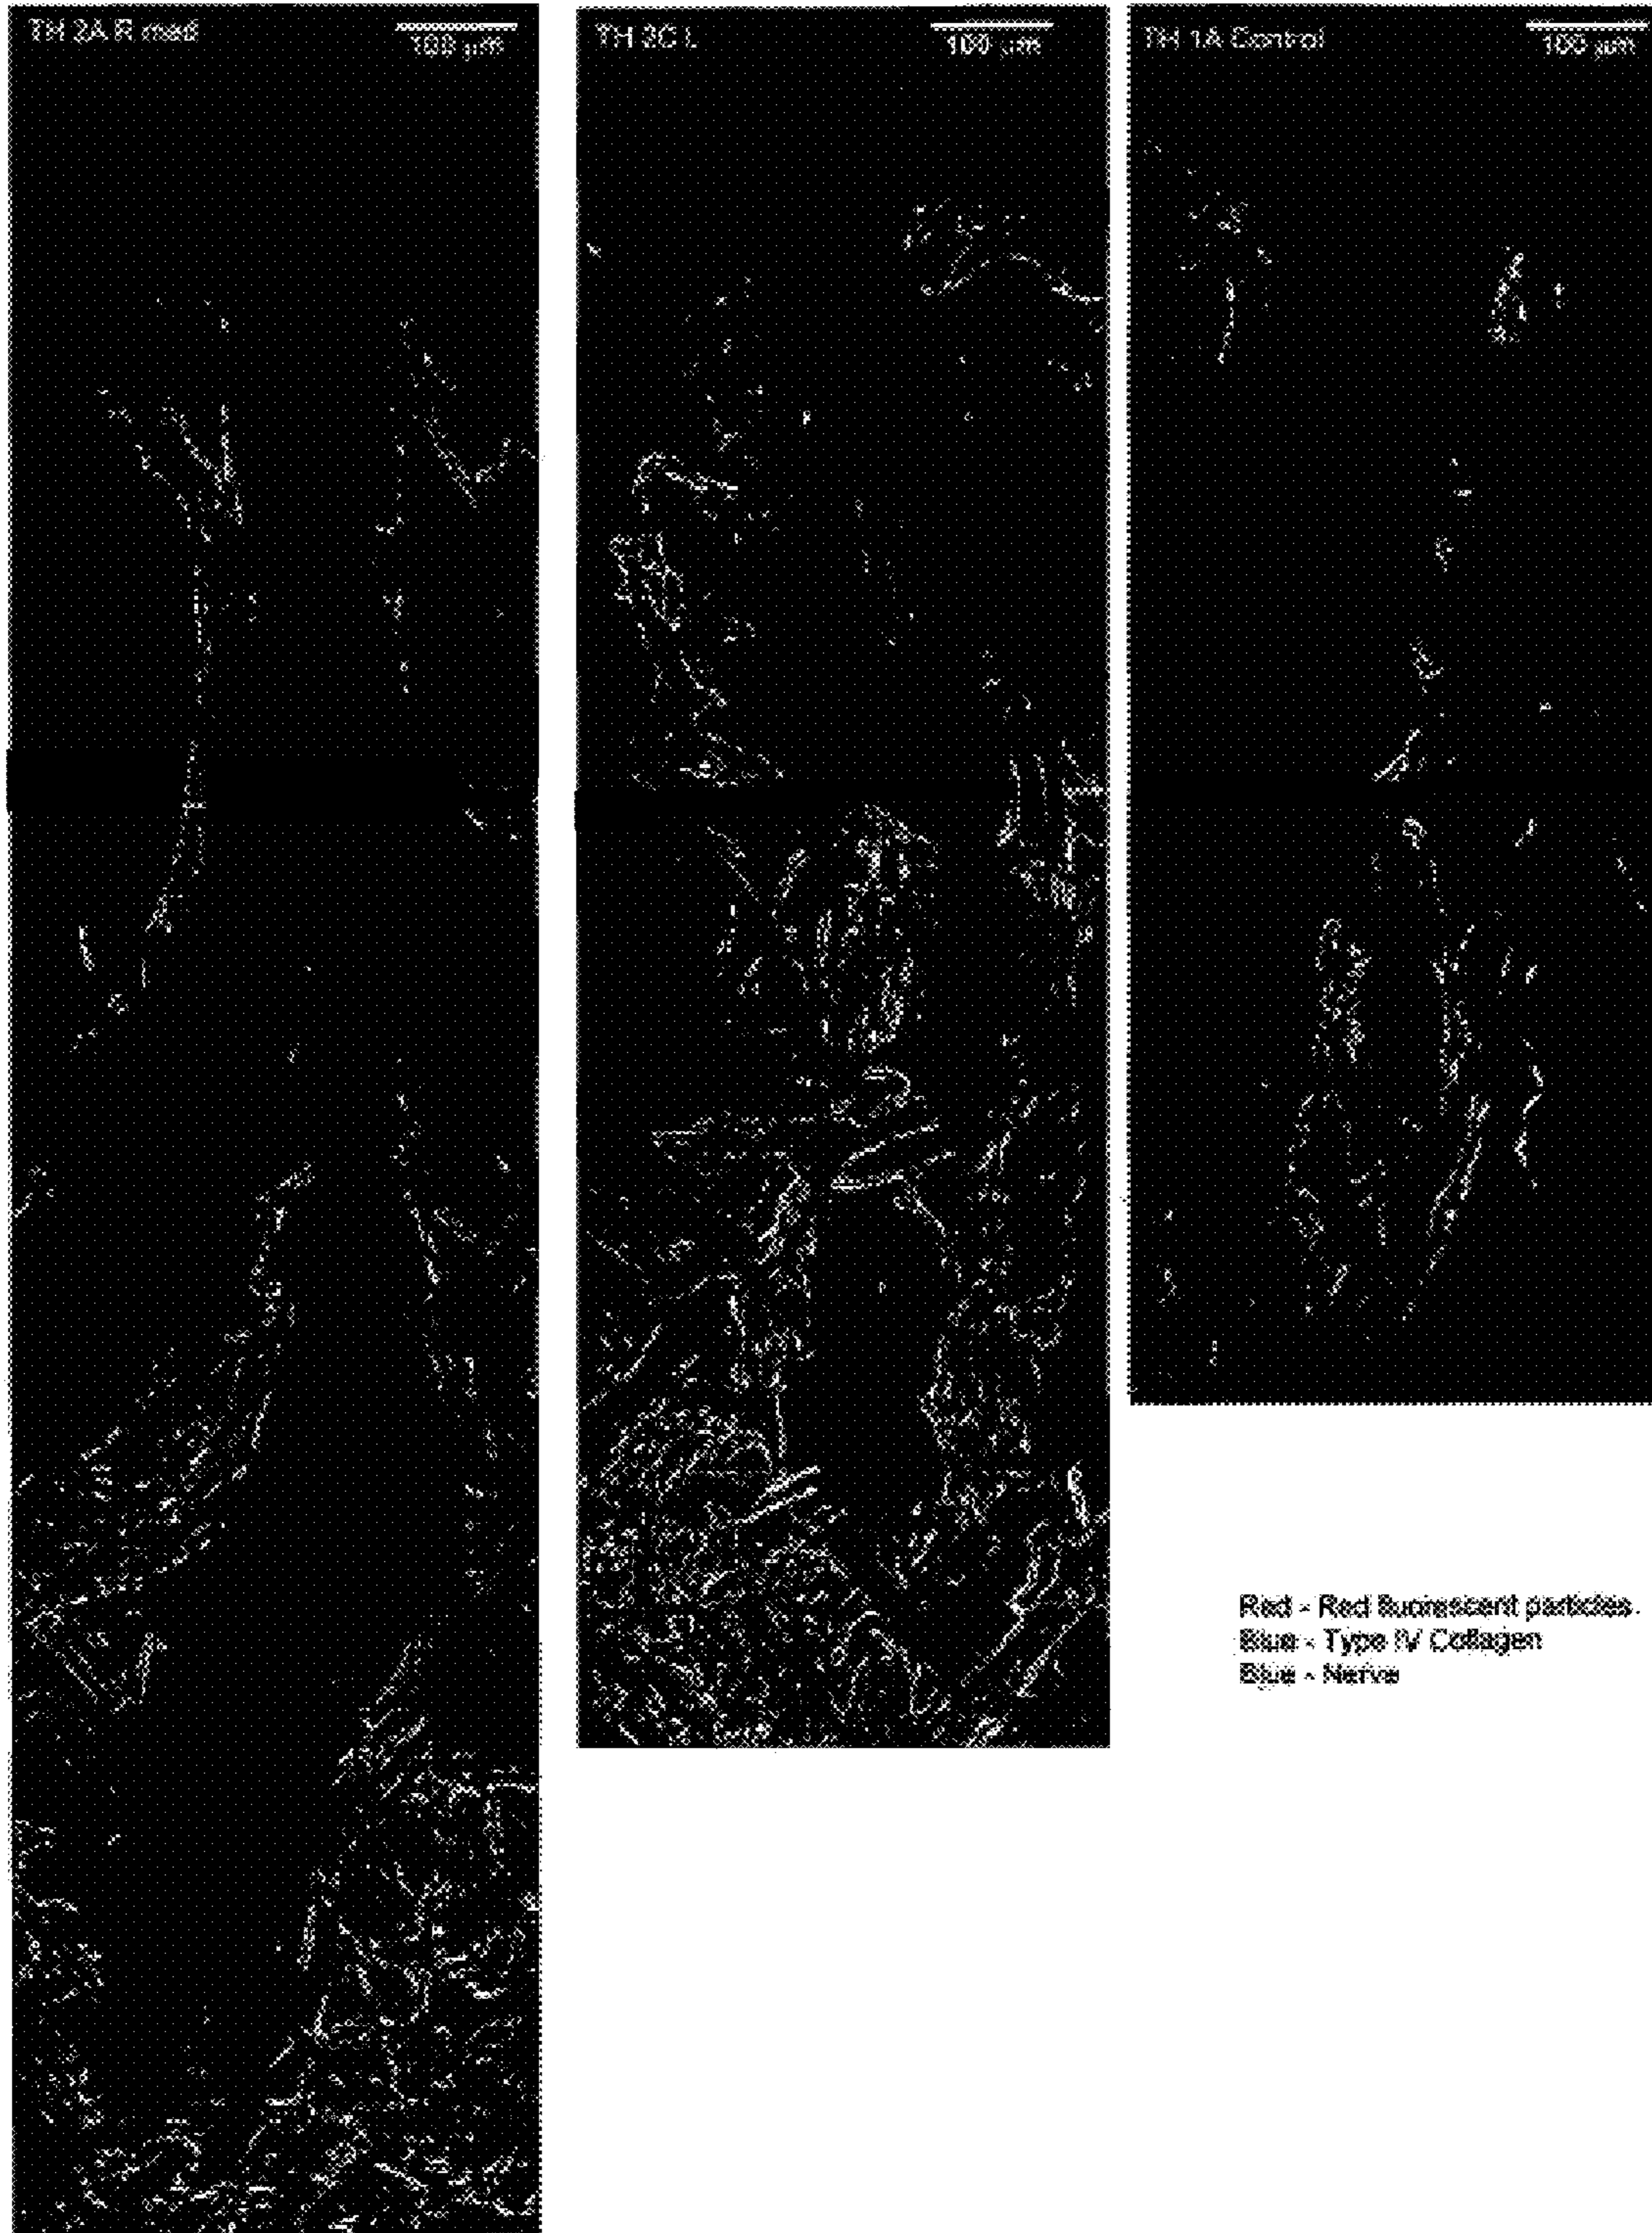 TH 2A R med
100 µm
TH 2C L
100 µm
TH 1A Control
100 µm
Red - Red fluorescent particles.
Blue - Type IV Collagen
Blue - Nerve